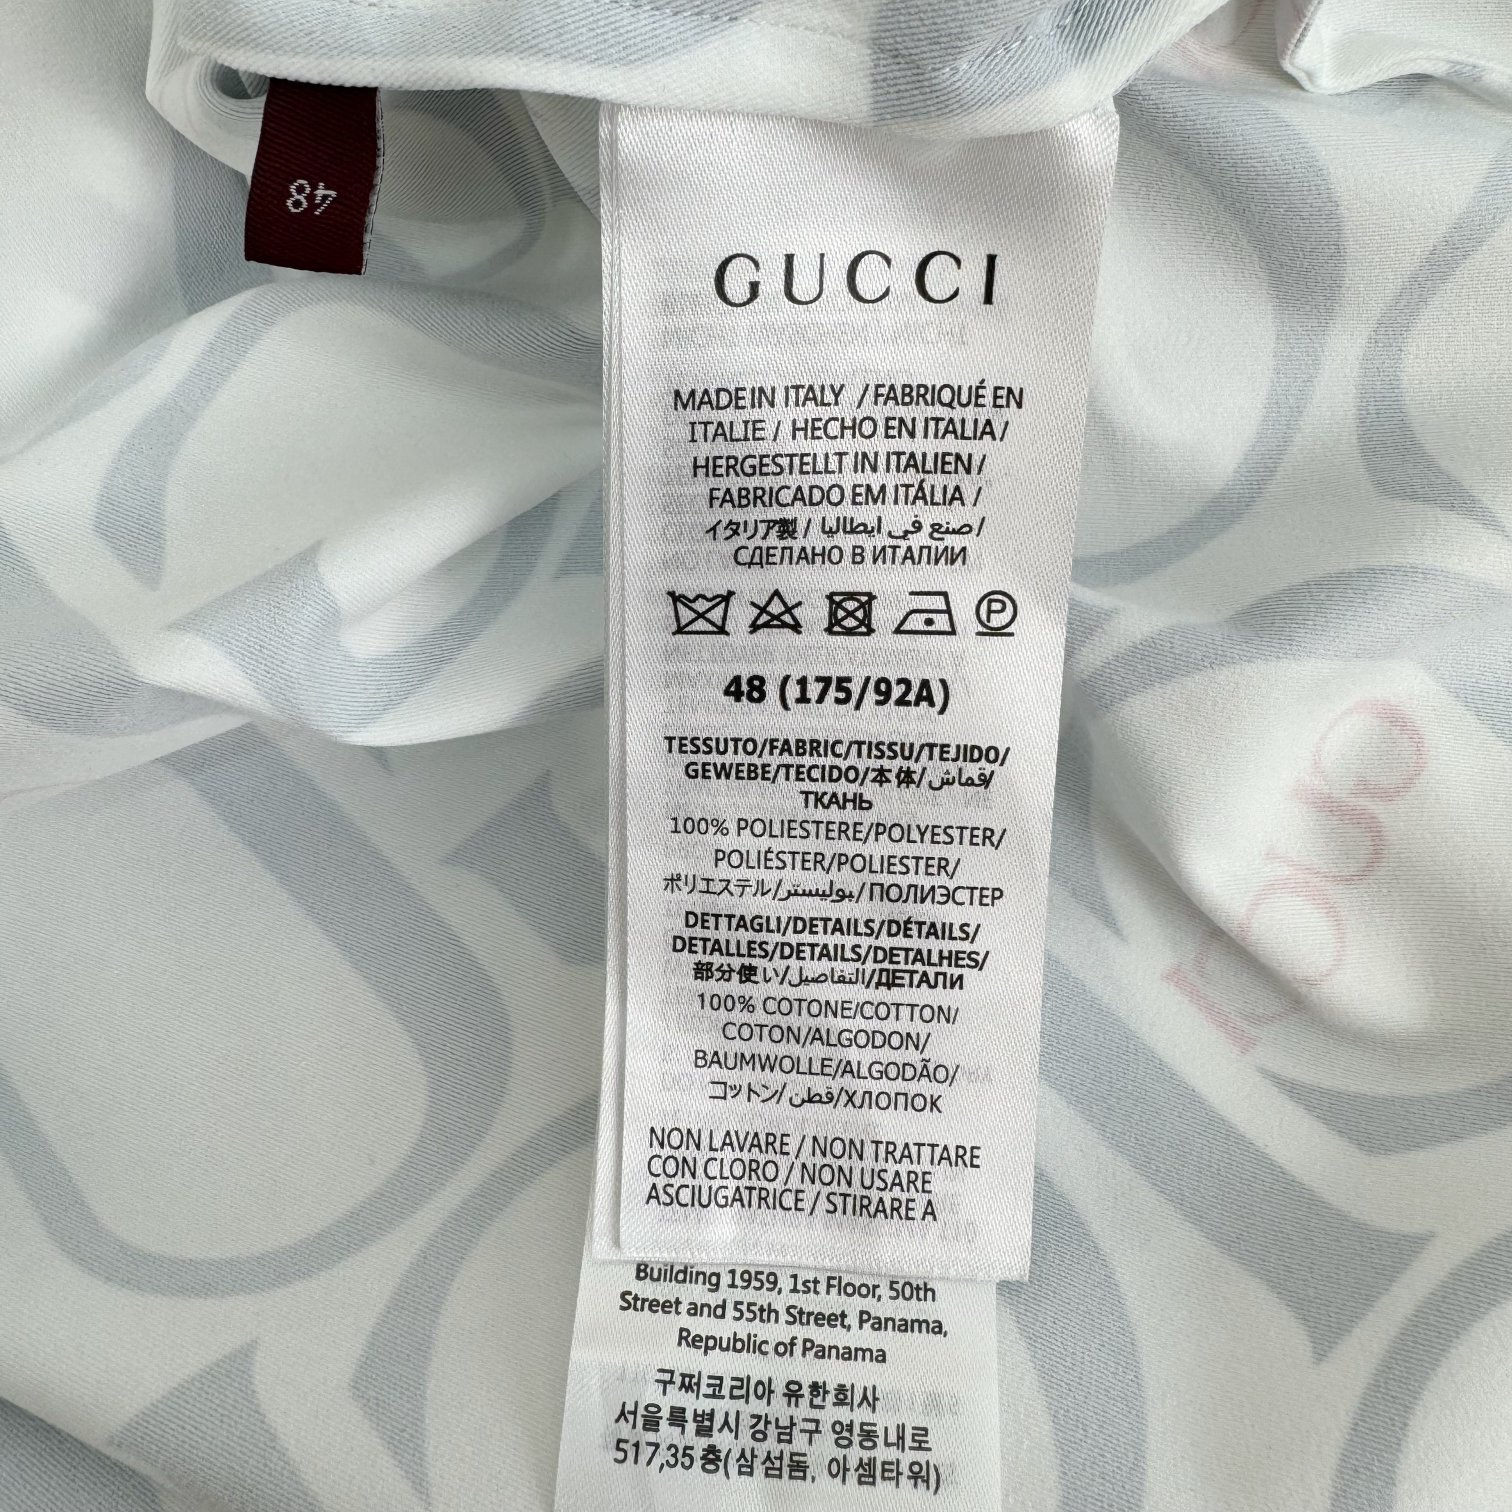 48
GUCCI
MADE IN ITALY / FABRIQUÉ EN
ITALIE / HECHO EN ITALIA/
HERGESTELLT IN ITALIEN /
FABRICADO EM ITÁLIA /
イタリア製 / صنع في ايطاليا /
СДЕЛАНО В ИТАЛИИ
P
48 (175/92A)
TESSUTO/FABRIC/TISSU/TEJIDO/
GEWEBE/TECIDO/本体/قماش/
ТКАНЬ
100% POLIESTERE/POLYESTER/
POLIÉSTER/POLIESTER/
ポリエステル/بوليستر/ПОЛИЭСТЕР
DETTAGLI/DETAILS/DÉTAILS/
DETALLES/DETAILS/DETALHES/
部分使い/التفاصيل/ДЕТАЛИ
100% COTONE/COTTON/
COTON/ALGODON/
BAUMWOLLE/ALGODÃO/
コットン/قطن/ХЛОПОК
NON LAVARE / NON TRATTARE
CON CLORO / NON USARE
ASCIUGATRICE / STIRARE A
Building 1959, 1st Floor, 50th
Street and 55th Street, Panama,
Republic of Panama
구찌코리아 유한회사
서울특별시 강남구 영동대로
517,35층(삼성동, 아셈타워)